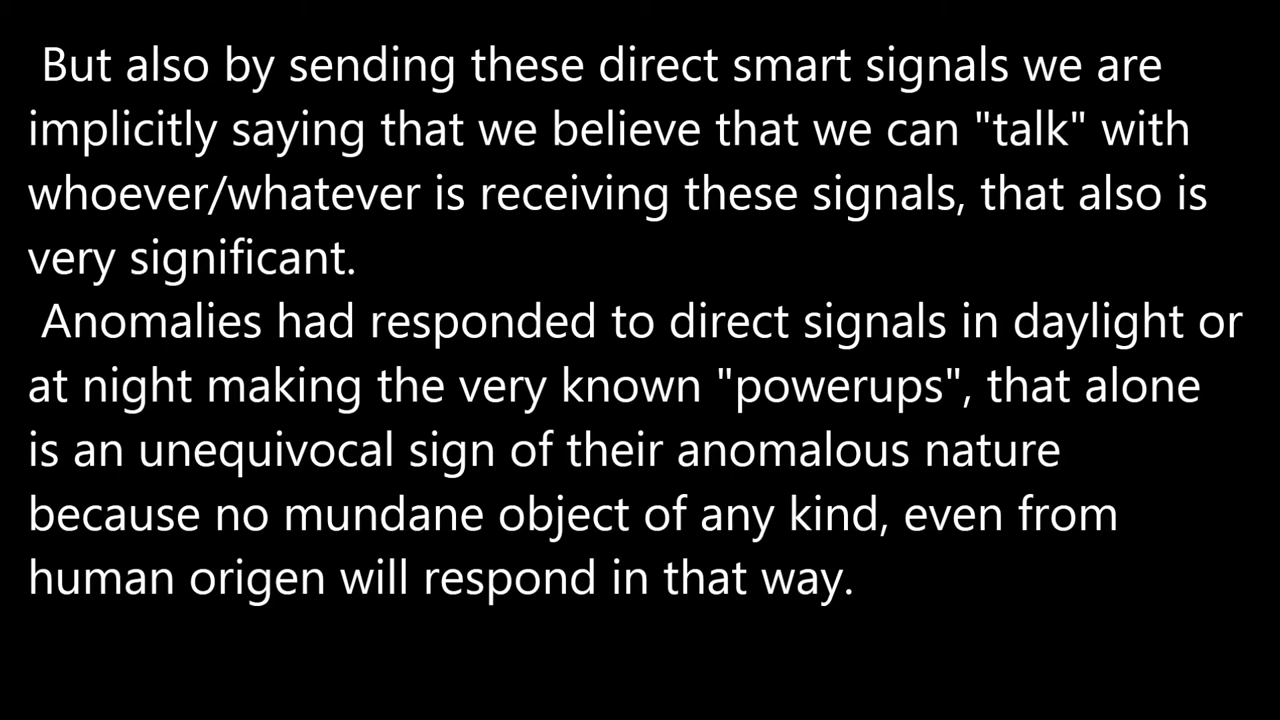 But also by sending these direct smart signals we are
implicitly saying that we believe that we can "talk" with
whoever/whatever is receiving these signals, that also is
very significant.
Anomalies had responded to direct signals in daylight or
at night making the very known "powerups", that alone
is an unequivocal sign of their anomalous nature
because no mundane object of any kind, even from
human origen will respond in that way.